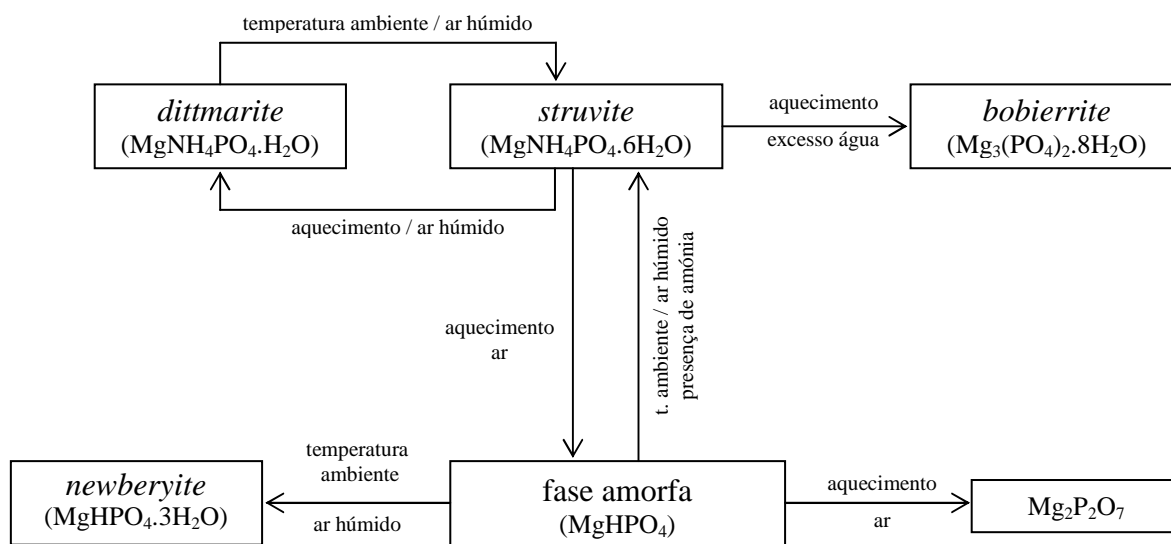 temperatura ambiente / ar húmido
dittmarite
(MgNH₄PO₄.H₂O)
struvite
(MgNH₄PO₄.6H₂O)
aquecimento
excesso água
bobierrite
(Mg₃(PO₄)₂.8H₂O)
aquecimento / ar húmido
aquecimento
ar
t. ambiente / ar húmido
presença de amónia
newberyite
(MgHPO₄.3H₂O)
temperatura
ambiente
ar húmido
fase amorfa
(MgHPO₄)
aquecimento
ar
Mg₂P₂O₇